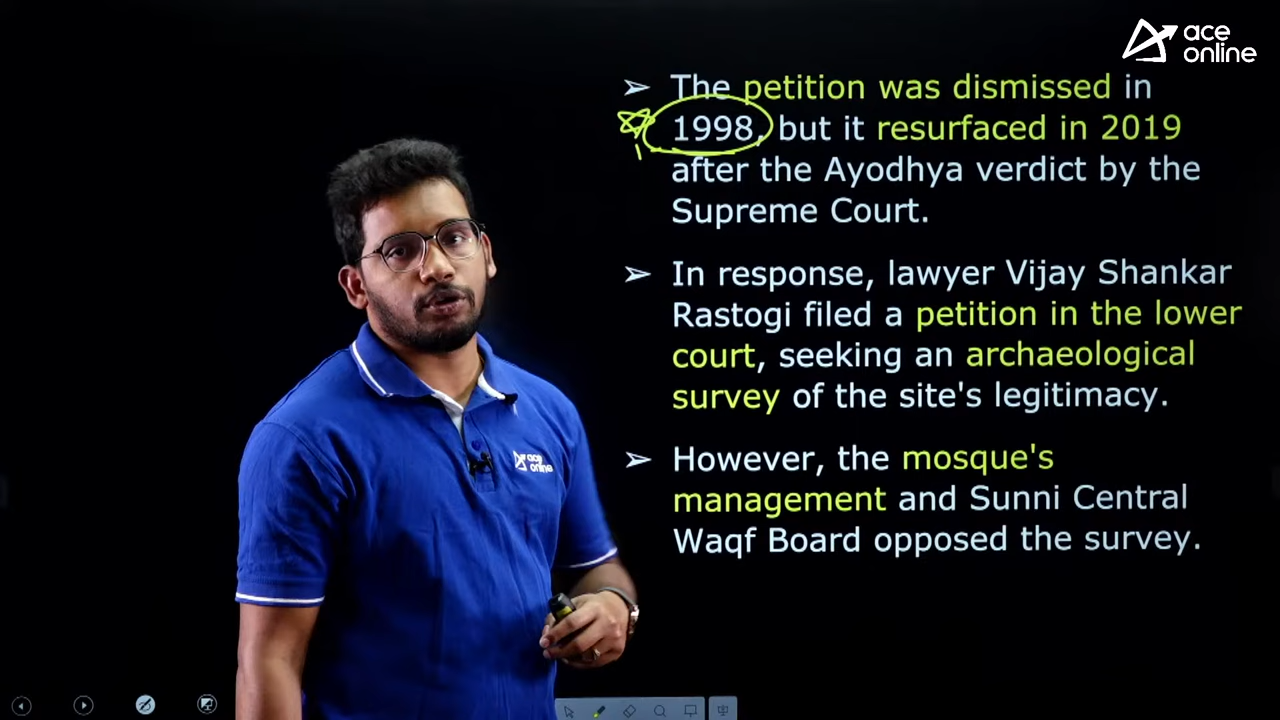 ace
online
➢ The petition was dismissed in
1998, but it resurfaced in 2019
after the Ayodhya verdict by the
Supreme Court.
➢ In response, lawyer Vijay Shankar
Rastogi filed a petition in the lower
court, seeking an archaeological
survey of the site's legitimacy.
➢ However, the mosque's
management and Sunni Central
Waqf Board opposed the survey.
ace
online